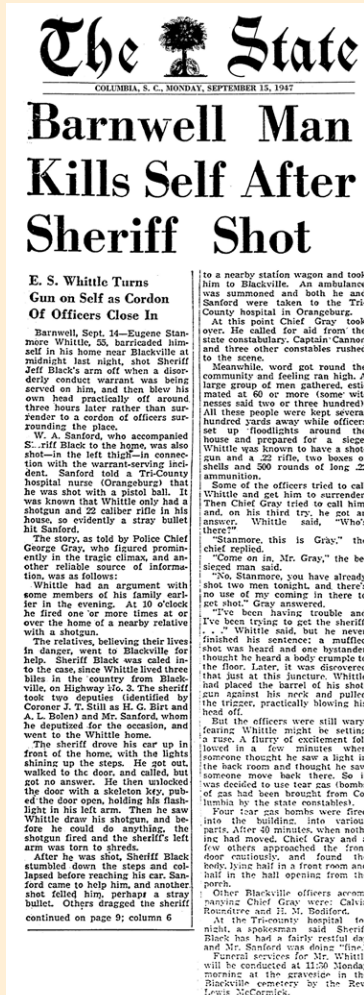 The State
COLUMBIA, S. C., MONDAY, SEPTEMBER 15, 1947
Barnwell Man
Kills Self After
Sheriff Shot
E. S. Whittle Turns
Gun on Self as Cordon
Of Officers Close In
Barnwell, Sept. 14—Eugene Stan-
more Whittle, 55, barricaded him-
self in his home near Blackville at
midnight last night, shot Sheriff
Jeff Black's arm off when a disor-
derly conduct warrant was being
served on him, and then blew his
own head practically off around
three hours later rather than sur-
render to a cordon of officers sur-
rounding the place.
W. A. Sanford, who accompanied
riff Black to the home, was also
shot—in the left thigh—in connec-
tion with the warrant-serving inci-
dent. Sanford told a Tri-County
hospital nurse (Orangeburg) that
he was shot with a pistol ball. It
was known that Whittle only had a
shotgun and 22 caliber rifle in his
house, so evidently a stray bullet
hit Sanford.
The story, as told by Police Chief
George Gray, who figured promin-
ently in the tragic climax, and an-
other reliable source of informa-
tion, was as follows:
Whittle had an argument with
some members of his family earl-
ier in the evening. At 10 o'clock
he fired one or more times at or
over the home of a nearby relative
with a shotgun.
The relatives, believing their lives
in danger, went to Blackville for
help. Sheriff Black was caled in-
to the case, since Whittle lived three
biles in the country from Black-
ville, on Highway No. 3. The sheriff
took two deputies (identified by
Coroner J. T. Still as H. G. Birt and
A. L. Bolen) and Mr. Sanford, whom
he deputized for the occasion, and
went to the Whittle home.
The sheriff drove his car up in
front of the home, with the lights
shining up the steps. He got out,
walked to the door, and called, but
got no answer. He then unlocked
the door with a skeleton key, pub-
ed the door open, holding his flash-
light in his left arm. Then he saw
Whittle draw his shotgun, and be-
fore he could do anything, the
shotgun fired and the sheriff's left
arm was torn to shreds.
After he was shot, Sheriff Black
stumbled down the steps and col-
lapsed before reaching his car. San-
ford came to help him, and another
shot felled him, perhaps a stray
bullet. Others dragged the sheriff
continued on page 9; column 6
to a nearby station wagon and took
him to Blackville. An ambulance
was summoned and both he and
Sanford were taken to the Tri-
County hospital in Orangeburg.
At this point Chief Gray took
over. He called for aid from the
state constabulary. Captain Cannon
and three other constables rushed
to the scene.
Meanwhile, word got round the
community and feeling ran high. A
large group of men gathered, esti-
mated at 60 or more (some wit
nesses said two or three hundred)
All these people were kept several
hundred yards away while officers
set up floodlights around the
house and prepared for a siege
Whittle was known to have a shot-
gun and a .22 rifle, two boxes of
shells and 500 rounds of long .22
ammunition.
Some of the officers tried to call
Whittle and get him to surrender
Then Chief Gray tried to call him
and, on his third try, he got an
answer. Whittle said, "Who's
there?"
"Stanmore, this is Gray," the
chief replied.
"Come on in, Mr. Gray," the be-
sieged man said.
"No, Stanmore, you have already
shot two men tonight, and there's
no use of my coming in there to
get shot." Gray answered.
"I've been having trouble and
I've been trying to get the sheriff
. . ." Whittle said, but he never
finished his sentence; a muffled
shot was heard and one bystander
thought he heard a body crumple to
the floor. Later, it was discovered
that just at this juncture, Whittle
had placed the barrel of his shot-
gun against his neck and pulled
the trigger, practically blowing his
head off.
But the officers were still wary
fearing Whittle might be setting
a ruse. A flurry of excitement fol
lowed in a few minutes when
someone thought he saw a light in
the back room and thought he saw
someone move back there. So it
was decided to use tear gas (bombs
of gas had been brought from Co
lumbia by the state constables).
Four tear gas bombs were fired
into the building, into various
parts. After 40 minutes, when noth
ing had moved, Chief Gray and a
few others approached the front
door cautiously, and found the
body, lying half in a front room and
half in the hall opening from the
porch.
Other Blackville officers accom
panying Chief Gray were: Calvin
Roundtree and H. M. Bodiford.
At the Tri-county hospital to-
night, a spokesman said Sheriff
Black has had a fairly restful day
and Mr. Sanford was doing "fine."
Funeral services for Mr. Whittle
will be conducted at 11:30 Monday
morning at the graveside in the
Blackville cemetery by the Rev.
Lewis McCormick.